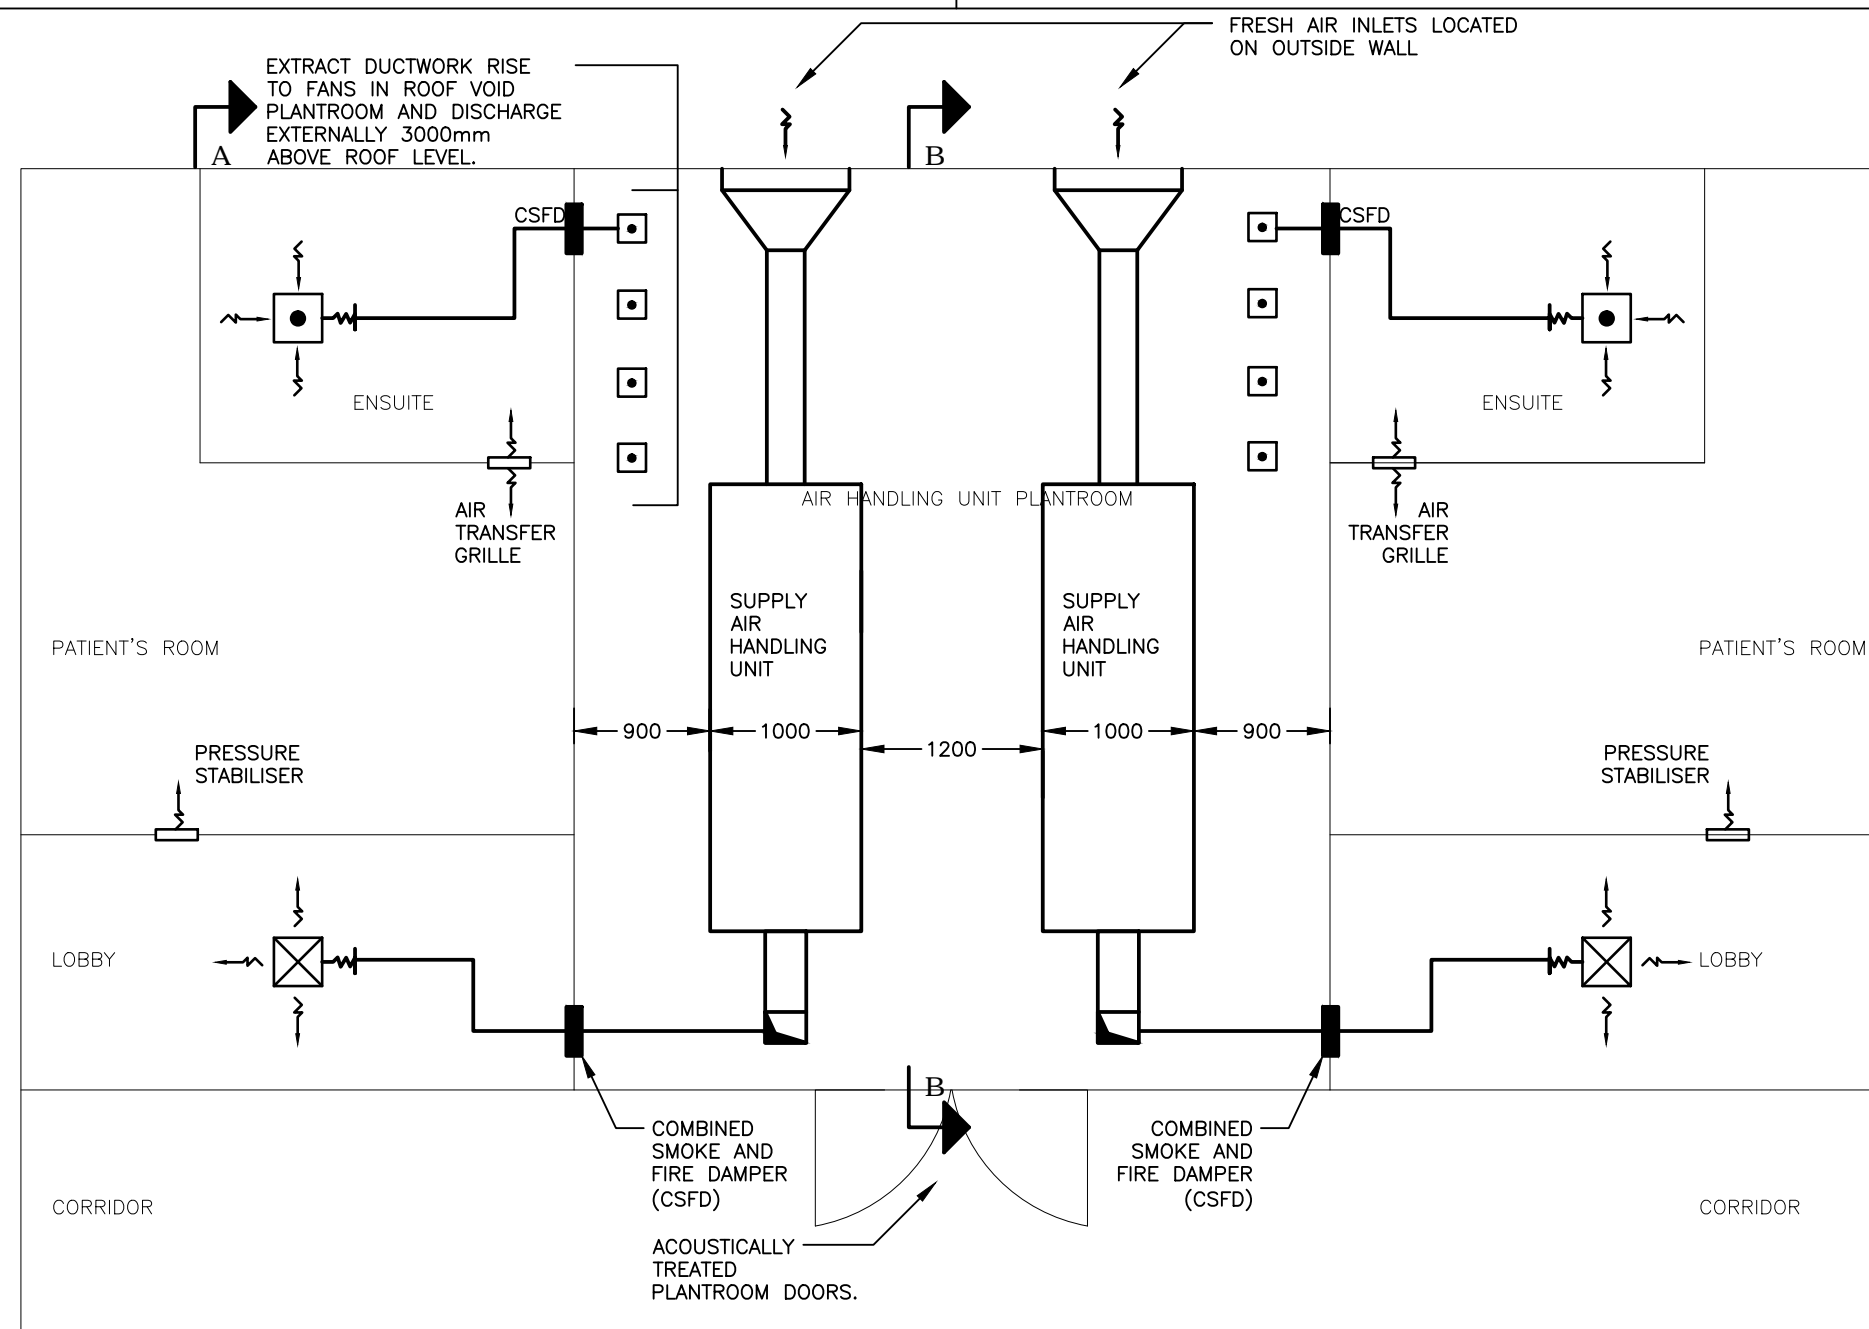 FRESH AIR INLETS LOCATED
ON OUTSIDE WALL
EXTRACT DUCTWORK RISE
TO FANS IN ROOF VOID
PLANTROOM AND DISCHARGE
EXTERNALLY 3000mm
ABOVE ROOF LEVEL.
A
B
CSFD
CSFD
ENSUITE
ENSUITE
AIR HANDLING UNIT PLANTROOM
AIR
TRANSFER
GRILLE
AIR
TRANSFER
GRILLE
SUPPLY
AIR
HANDLING
UNIT
SUPPLY
AIR
HANDLING
UNIT
PATIENT'S ROOM
PATIENT'S ROOM
900
1000
1200
1000
900
PRESSURE
STABILISER
PRESSURE
STABILISER
LOBBY
LOBBY
B
COMBINED
SMOKE AND
FIRE DAMPER
(CSFD)
COMBINED
SMOKE AND
FIRE DAMPER
(CSFD)
CORRIDOR
CORRIDOR
ACOUSTICALLY
TREATED
PLANTROOM DOORS.